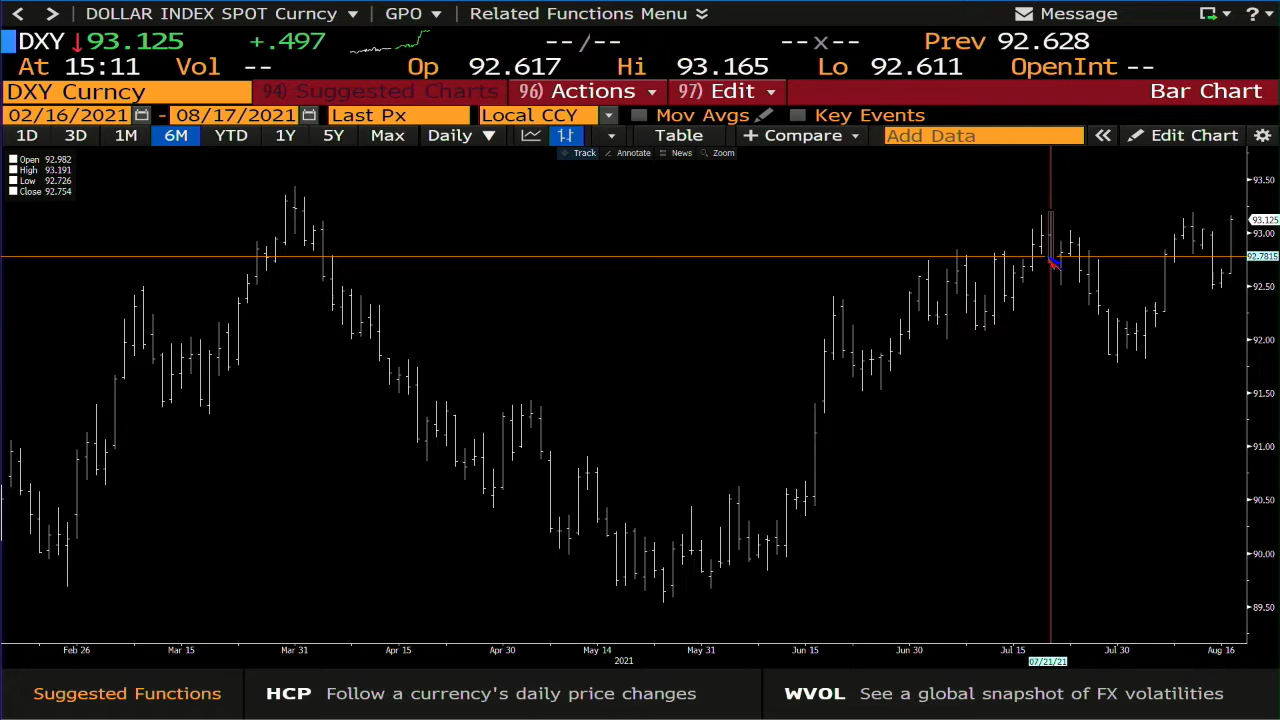 DOLLAR INDEX SPOT Curncy GPO Related Functions Menu Message ?
DXY 93.125 +.497 -- / -- -- x -- Prev 92.628
At 15:11 Vol -- Op 92.617 Hi 93.165 Lo 92.611 OpenInt --
DXY Curncy 94) Suggested Charts 96) Actions 97) Edit Bar Chart
02/16/2021 - 08/17/2021 Last Px Local CCY Mov Avgs Key Events
1D 3D 1M 6M YTD 1Y 5Y Max Daily Table + Compare Add Data Edit Chart
Track Annotate News Zoom
Open 92.982
High 93.191
Low 92.726
Close 92.754
93.50
93.125
93.00
92.7815
92.50
92.00
91.50
91.00
90.50
90.00
89.50
Feb 26 Mar 15 Mar 31 Apr 15 Apr 30 May 14 May 31 Jun 15 Jun 30 Jul 15 Jul 30 Aug 16
2021 07/21/21
Suggested Functions HCP Follow a currency's daily price changes WVOL See a global snapshot of FX volatilities